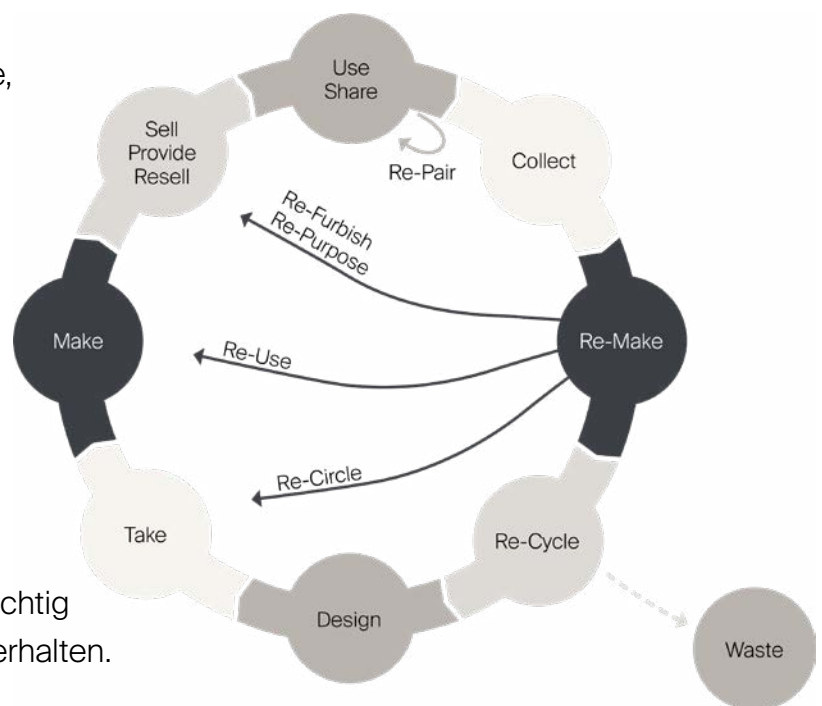 e,
Use
Share
Sell
Provide
Resell
Collect
Re-Pair
Re-Furbish
Re-Purpose
Make
Re-Use
Re-Make
Re-Circle
Take
Re-Cycle
Design
chtig
erhalten.
Waste